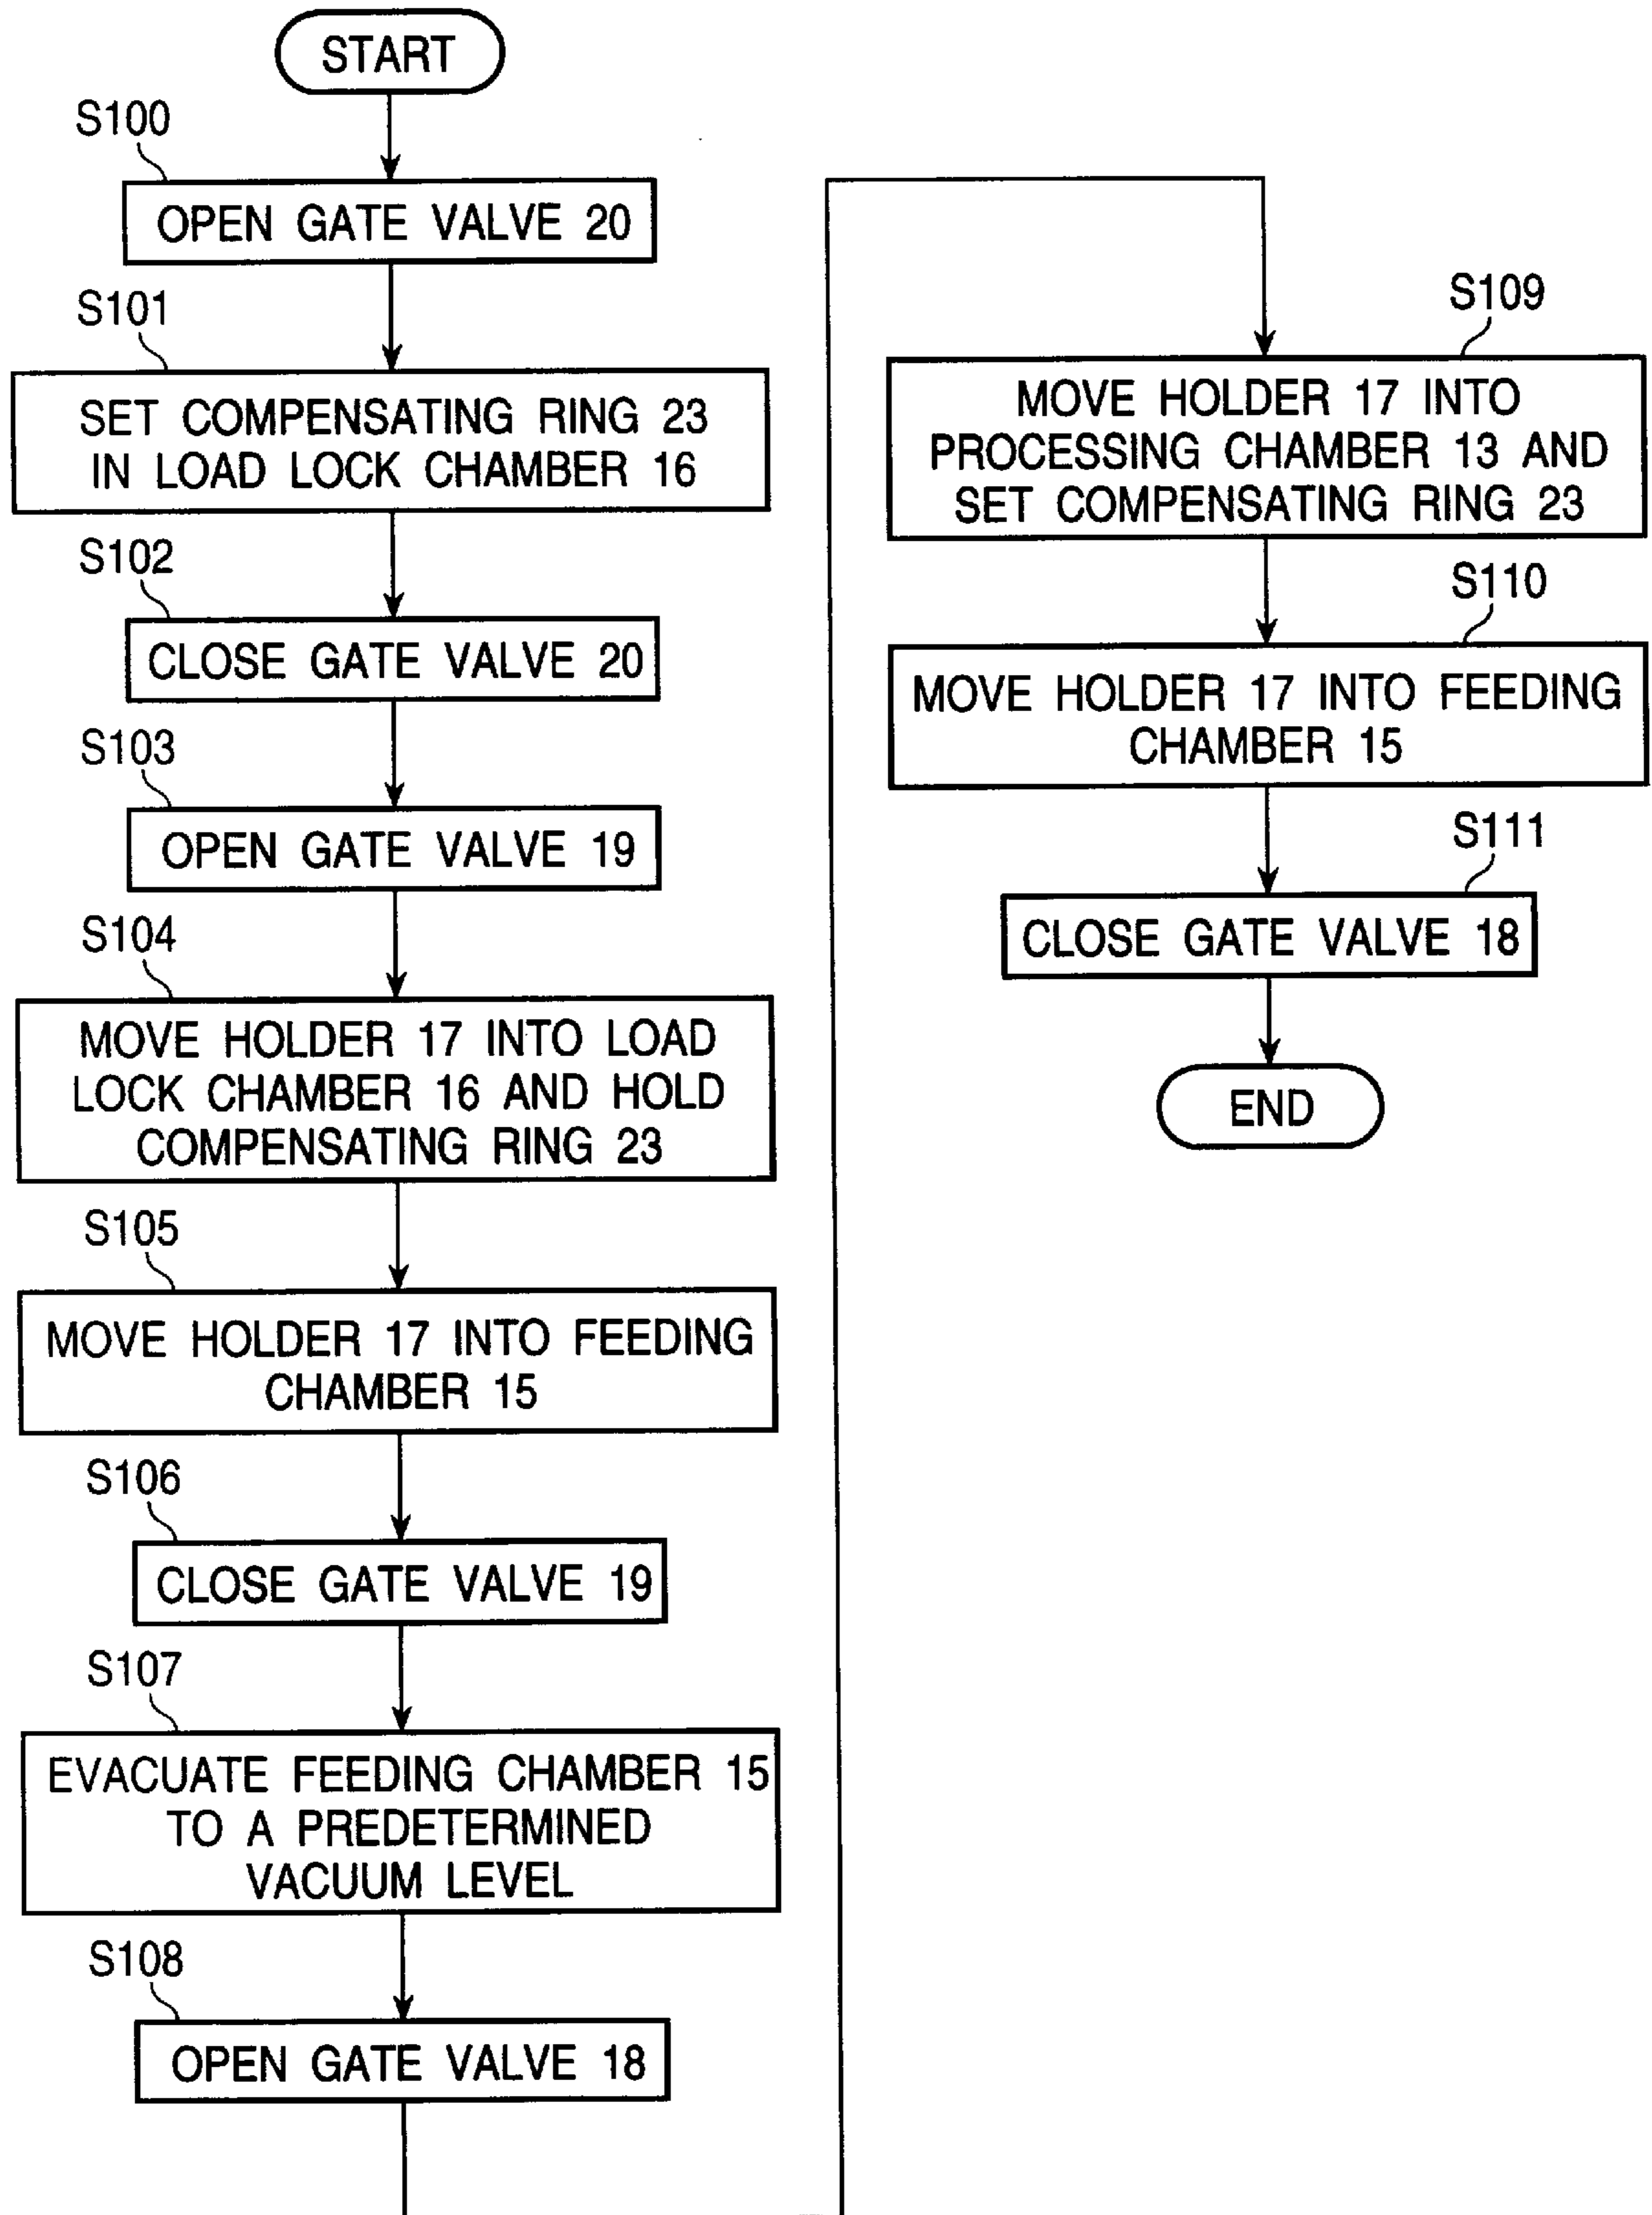 START
S100
OPEN GATE VALVE 20
S101
SET COMPENSATING RING 23
IN LOAD LOCK CHAMBER 16
S102
CLOSE GATE VALVE 20
S103
OPEN GATE VALVE 19
S104
MOVE HOLDER 17 INTO LOAD
LOCK CHAMBER 16 AND HOLD
COMPENSATING RING 23
S105
MOVE HOLDER 17 INTO FEEDING
CHAMBER 15
S106
CLOSE GATE VALVE 19
S107
EVACUATE FEEDING CHAMBER 15
TO A PREDETERMINED
VACUUM LEVEL
S108
OPEN GATE VALVE 18
S109
MOVE HOLDER 17 INTO
PROCESSING CHAMBER 13 AND
SET COMPENSATING RING 23
S110
MOVE HOLDER 17 INTO FEEDING
CHAMBER 15
S111
CLOSE GATE VALVE 18
END